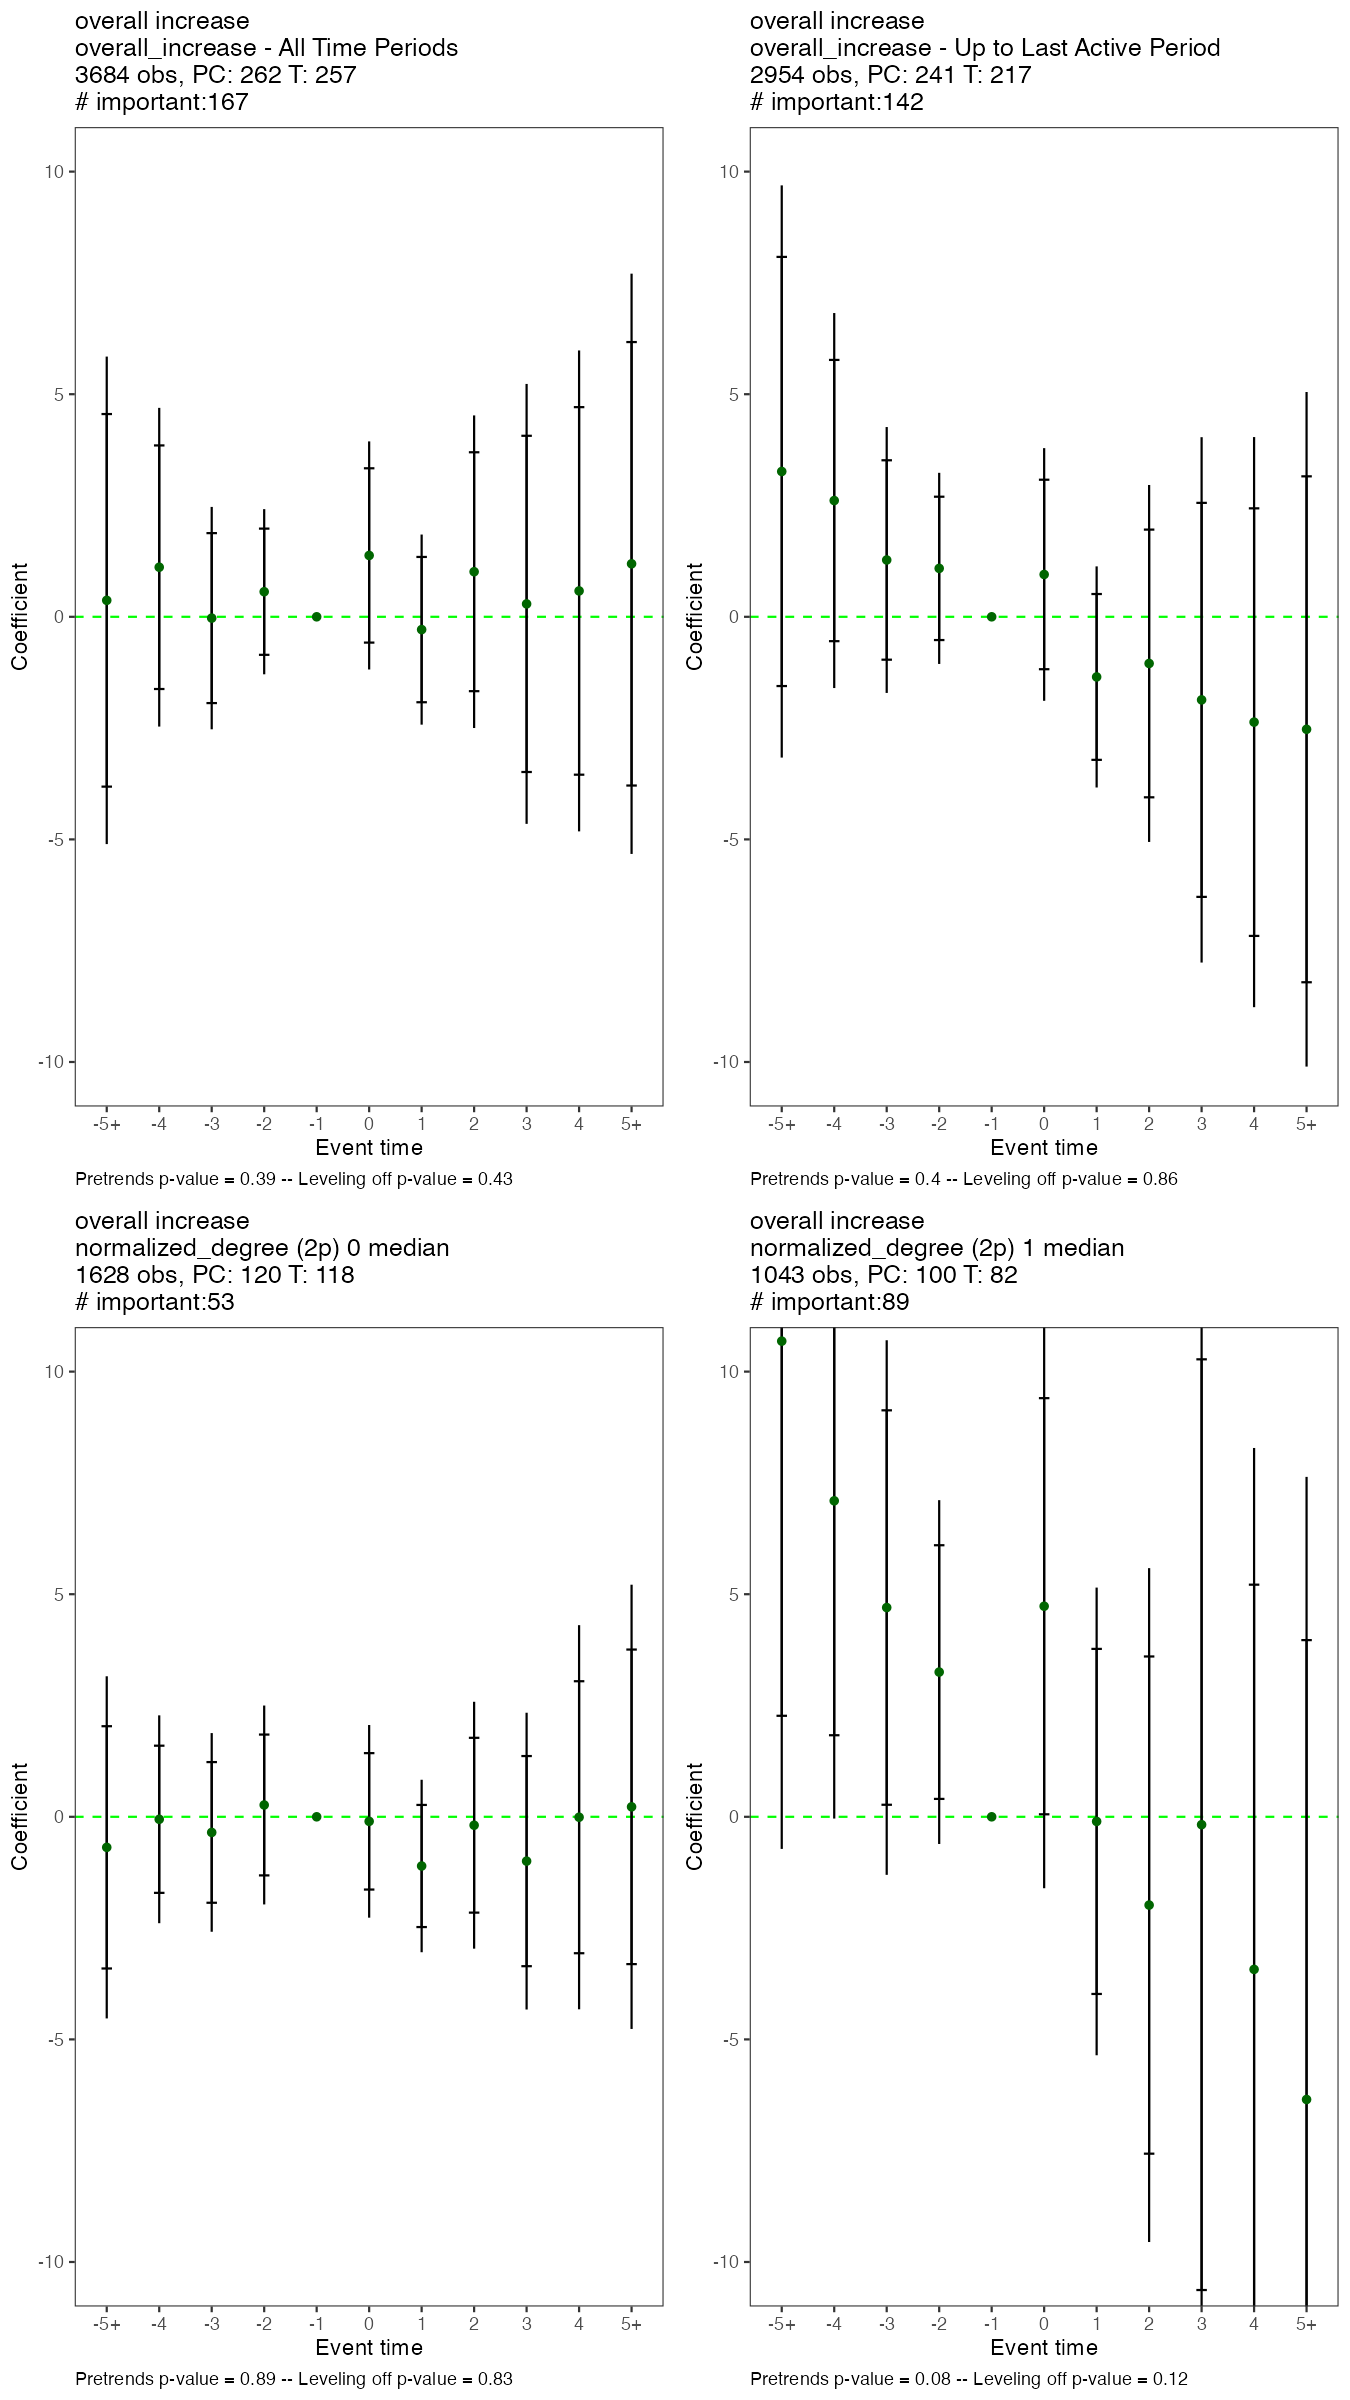 overall increase
overall_increase - All Time Periods
3684 obs, PC: 262 T: 257
# important:167
Coefficient
10
5
0
-5
-10
-5+ -4 -3 -2 -1 0 1 2 3 4 5+
Event time
Pretrends p-value = 0.39 -- Leveling off p-value = 0.43
overall increase
overall_increase - Up to Last Active Period
2954 obs, PC: 241 T: 217
# important:142
Coefficient
10
5
0
-5
-10
-5+ -4 -3 -2 -1 0 1 2 3 4 5+
Event time
Pretrends p-value = 0.4 -- Leveling off p-value = 0.86
overall increase
normalized_degree (2p) 0 median
1628 obs, PC: 120 T: 118
# important:53
Coefficient
10
5
0
-5
-10
-5+ -4 -3 -2 -1 0 1 2 3 4 5+
Event time
Pretrends p-value = 0.89 -- Leveling off p-value = 0.83
overall increase
normalized_degree (2p) 1 median
1043 obs, PC: 100 T: 82
# important:89
Coefficient
10
5
0
-5
-10
-5+ -4 -3 -2 -1 0 1 2 3 4 5+
Event time
Pretrends p-value = 0.08 -- Leveling off p-value = 0.12